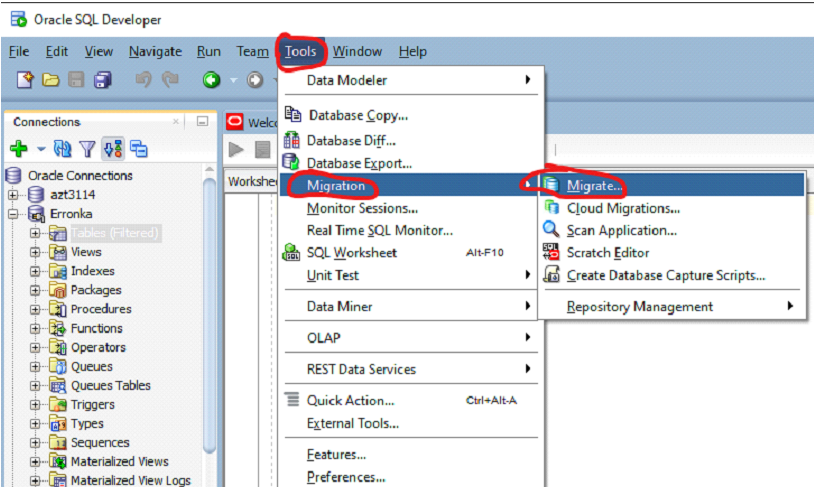 Oracle SQL Developer
File Edit View Navigate Run Team Tools Window Help
Connections
Oracle Connections
azt3114
Erronka
Tables (Filtered)
Views
Indexes
Packages
Procedures
Functions
Operators
Queues
Queues Tables
Triggers
Types
Sequences
Materialized Views
Materialized View Logs
Welc
Workshee
Data Modeler
Database Copy...
Database Diff...
Database Export...
Migration
Monitor Sessions...
Real Time SQL Monitor...
SQL Worksheet Alt-F10
Unit Test
Data Miner
OLAP
REST Data Services
Quick Action... Ctrl+Alt-A
External Tools...
Features...
Preferences...
Migrate...
Cloud Migrations...
Scan Application...
Scratch Editor
Create Database Capture Scripts...
Repository Management